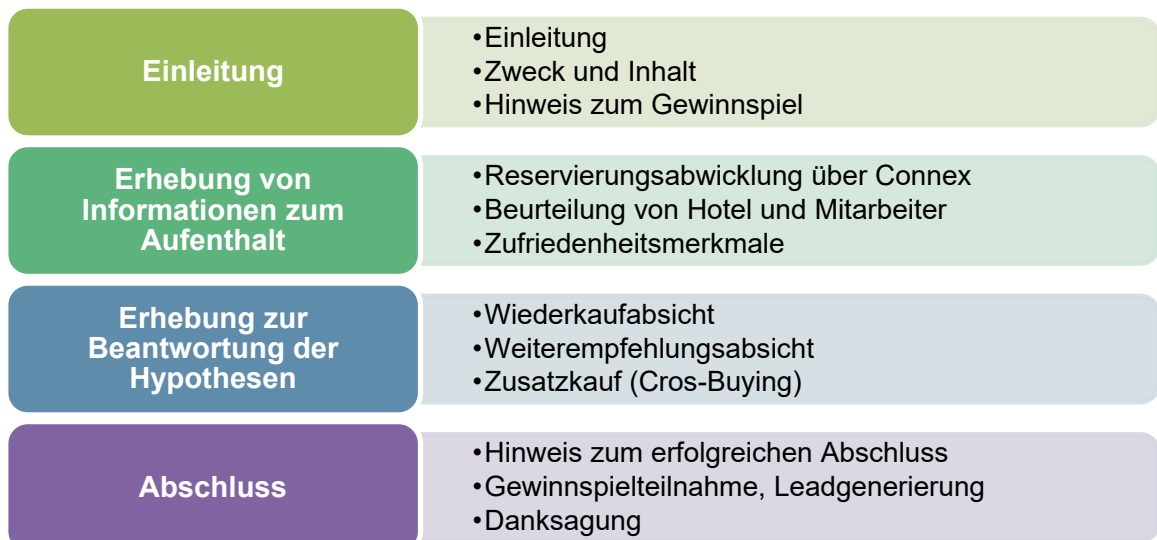 Einleitung
•Einleitung
•Zweck und Inhalt
•Hinweis zum Gewinnspiel
Erhebung von
Informationen zum
Aufenthalt
•Reservierungsabwicklung über Connex
•Beurteilung von Hotel und Mitarbeiter
•Zufriedenheitsmerkmale
Erhebung zur
Beantwortung der
Hypothesen
•Wiederkaufabsicht
•Weiterempfehlungsabsicht
•Zusatzkauf (Cros-Buying)
Abschluss
•Hinweis zum erfolgreichen Abschluss
•Gewinnspielteilnahme, Leadgenerierung
•Danksagung